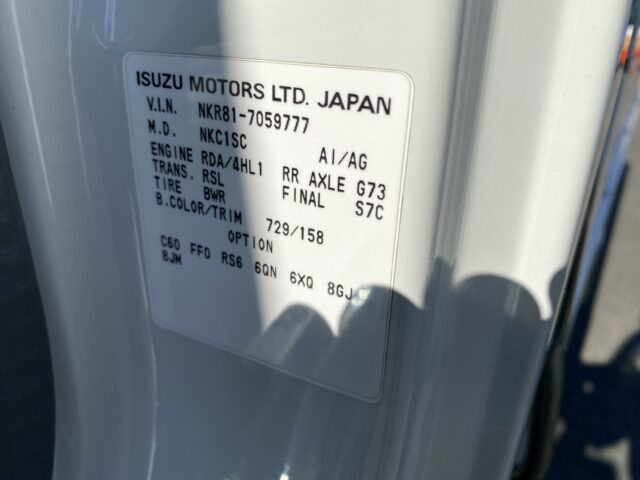 ISUZU MOTORS LTD. JAPAN
V.I.N. NKR81-7059777
M.D. NKC1SC AI/AG
ENGINE RDA/4HL1 RR AXLE G73
TRANS. RSL FINAL S7C
TIRE BWR
B.COLOR/TRIM 729/158
OPTION
C60 FF0 RS6 6QN 6XQ 8GJ
8JM